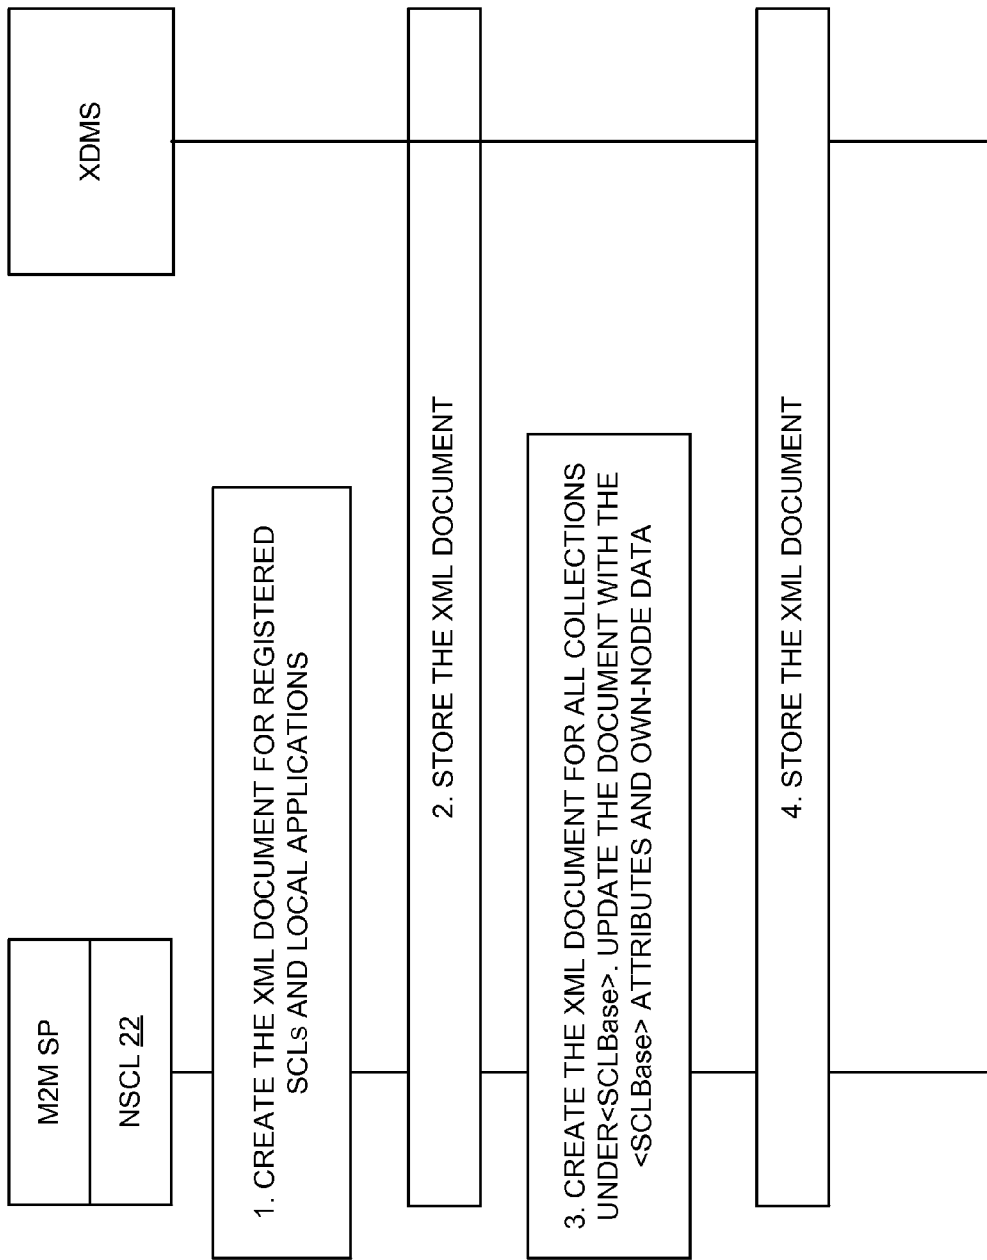 M2M SP
NSCL 22
XDMS
1. CREATE THE XML DOCUMENT FOR REGISTERED
SCLs AND LOCAL APPLICATIONS
2. STORE THE XML DOCUMENT
3. CREATE THE XML DOCUMENT FOR ALL COLLECTIONS
UNDER<SCLBase>. UPDATE THE DOCUMENT WITH THE
<SCLBase> ATTRIBUTES AND OWN-NODE DATA
4. STORE THE XML DOCUMENT